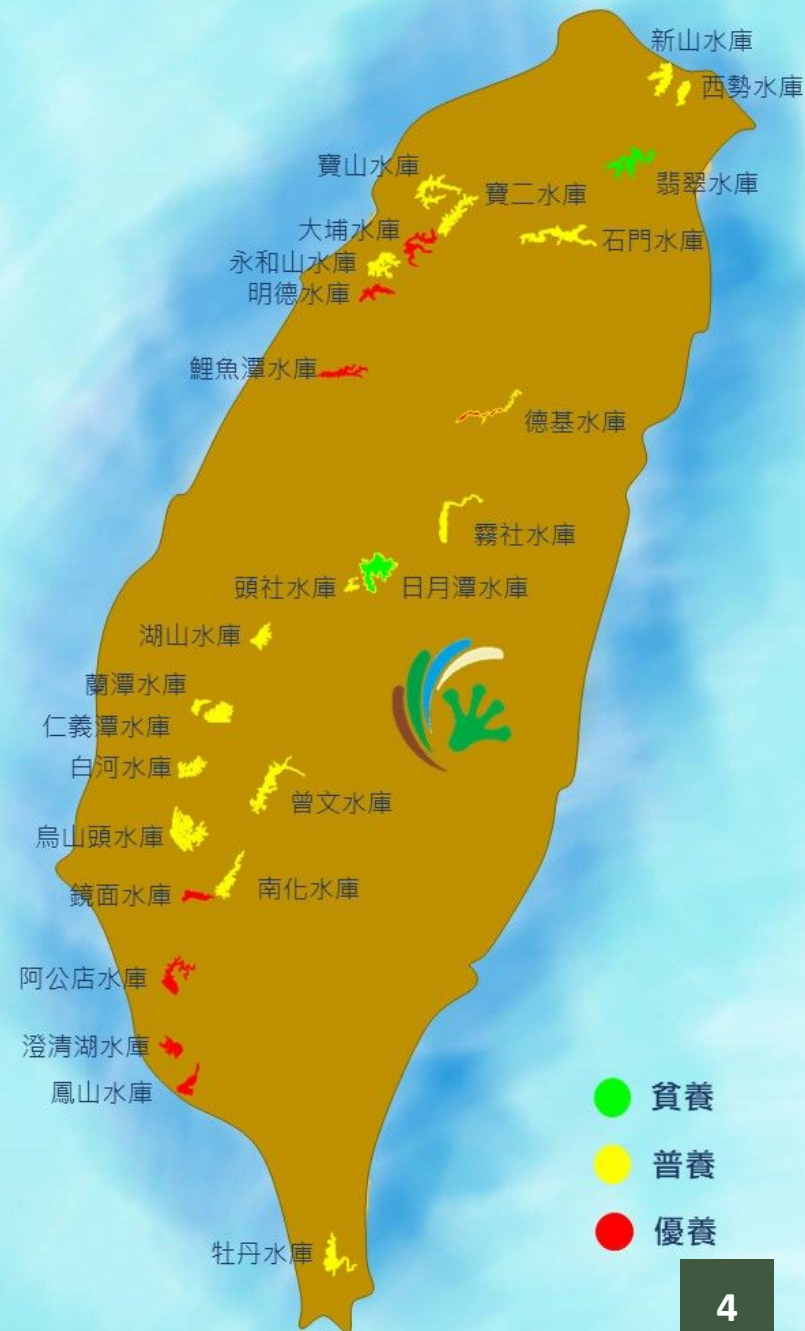 新山水庫
西勢水庫
寶山水庫
翡翠水庫
寶二水庫
大埔水庫
石門水庫
永和山水庫
明德水庫
鯉魚潭水庫
德基水庫
霧社水庫
頭社水庫
日月潭水庫
湖山水庫
蘭潭水庫
仁義潭水庫
白河水庫
曾文水庫
烏山頭水庫
南化水庫
鏡面水庫
阿公店水庫
澄清湖水庫
鳳山水庫
貧養
普養
優養
牡丹水庫
4